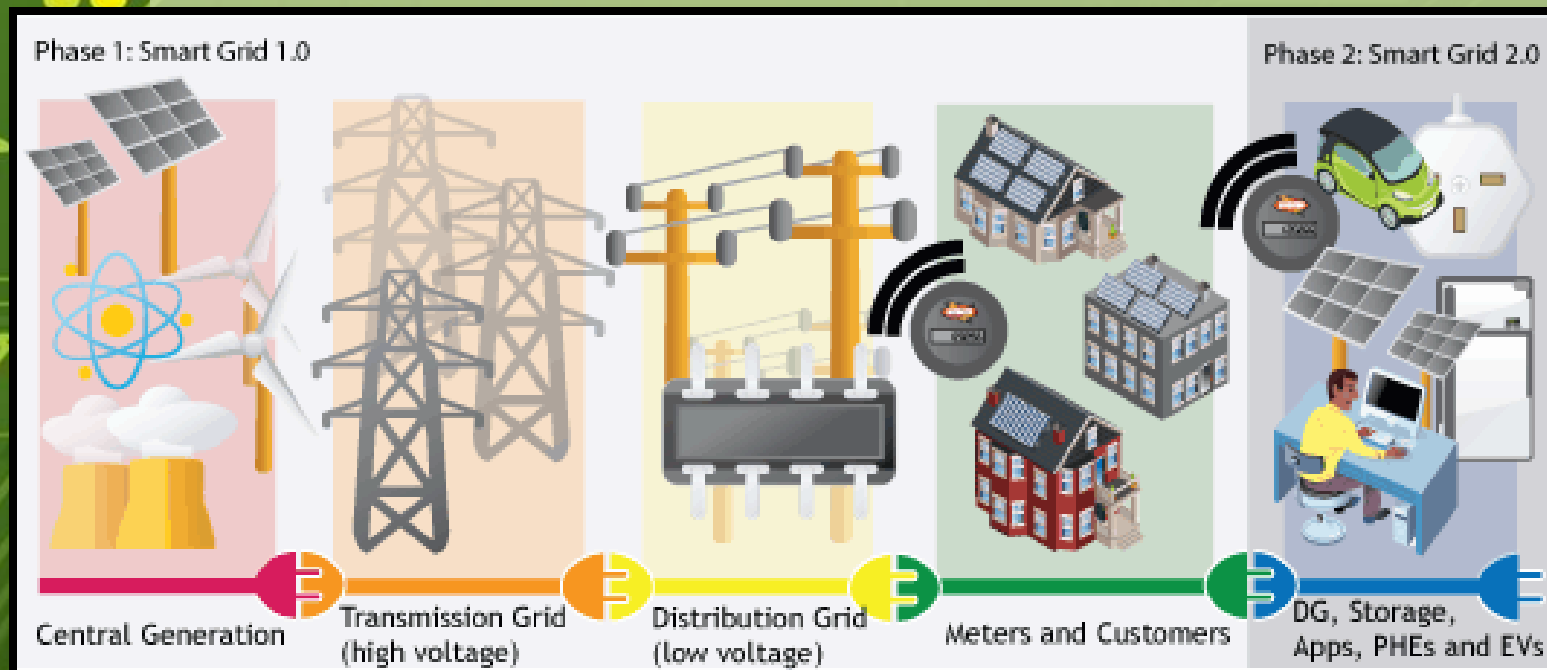 Phase 1: Smart Grid 1.0
Phase 2: Smart Grid 2.0
Central Generation
Transmission Grid
(high voltage)
Distribution Grid
(low voltage)
Meters and Customers
DG, Storage,
Apps, PHEs and EVs